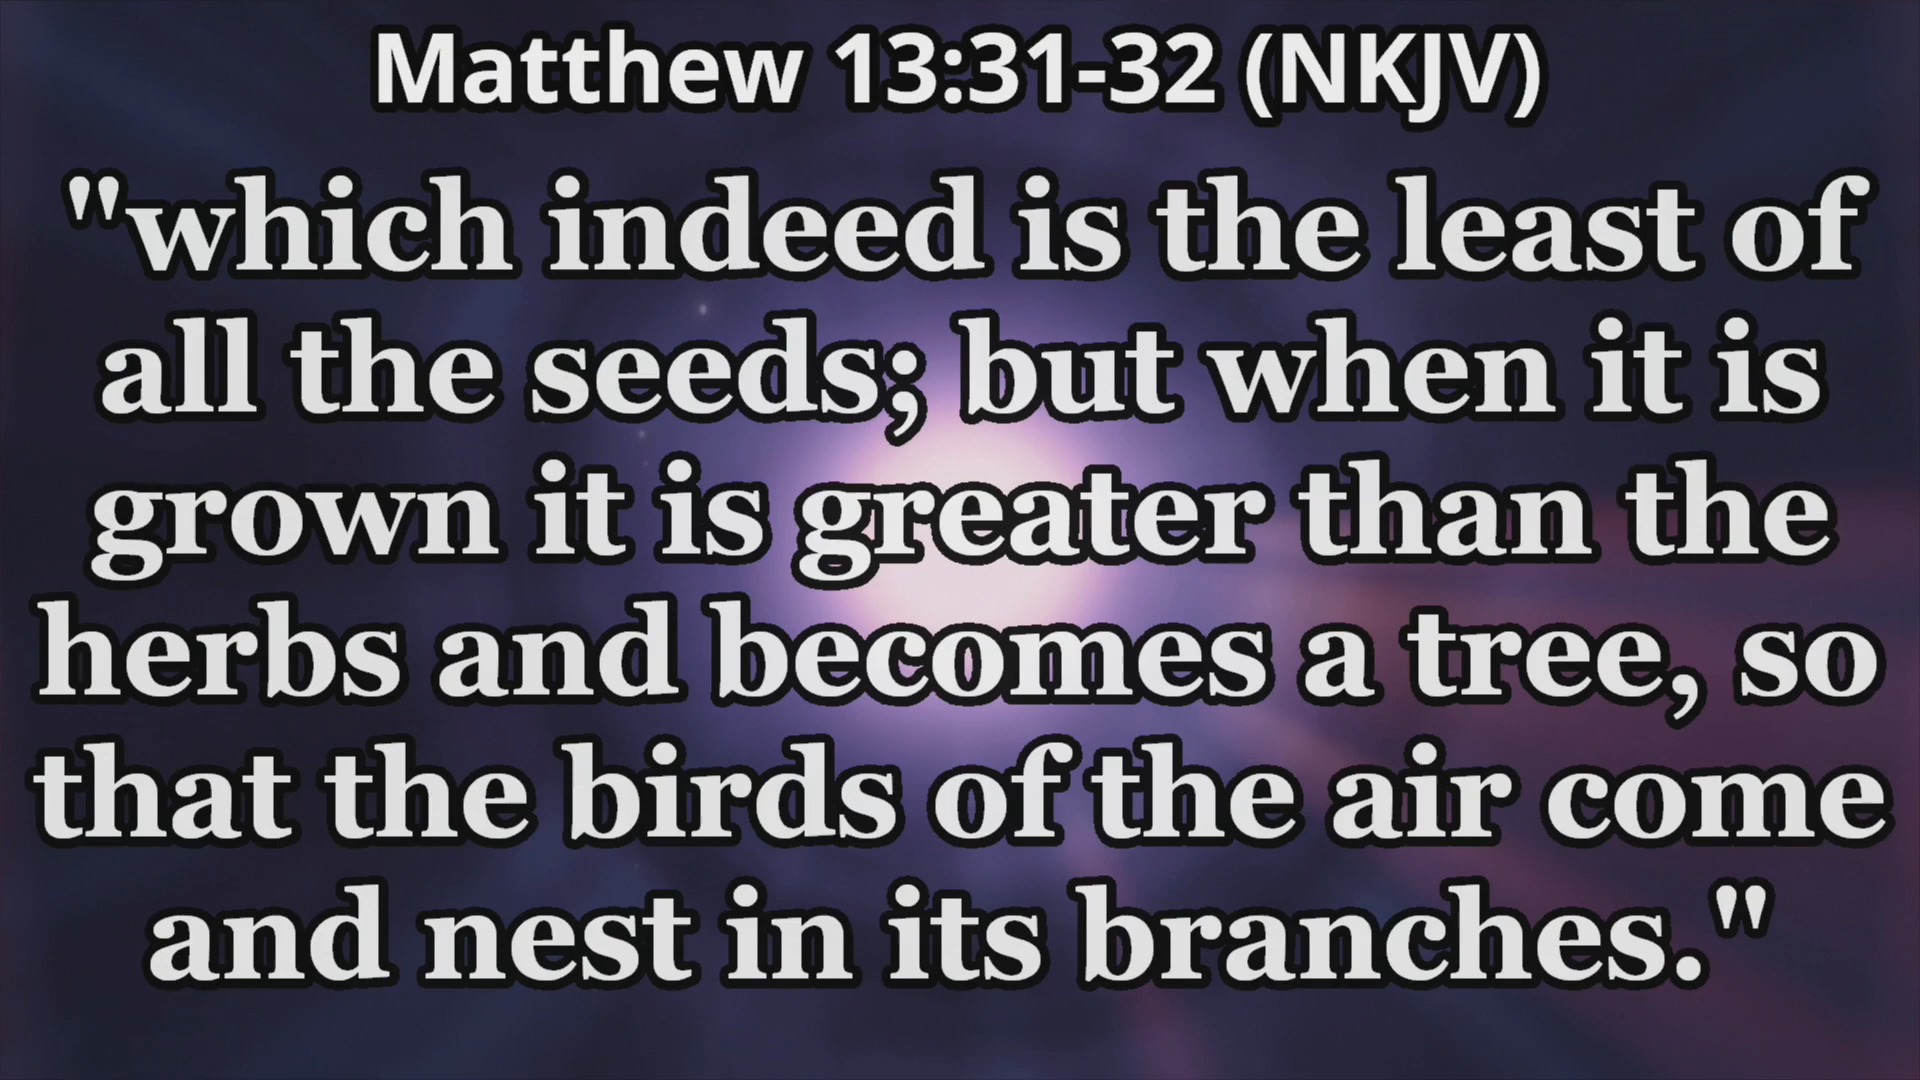 Matthew 13:31-32 (NKJV)
"which indeed is the least of
all the seeds; but when it is
grown it is greater than the
herbs and becomes a tree, so
that the birds of the air come
and nest in its branches."